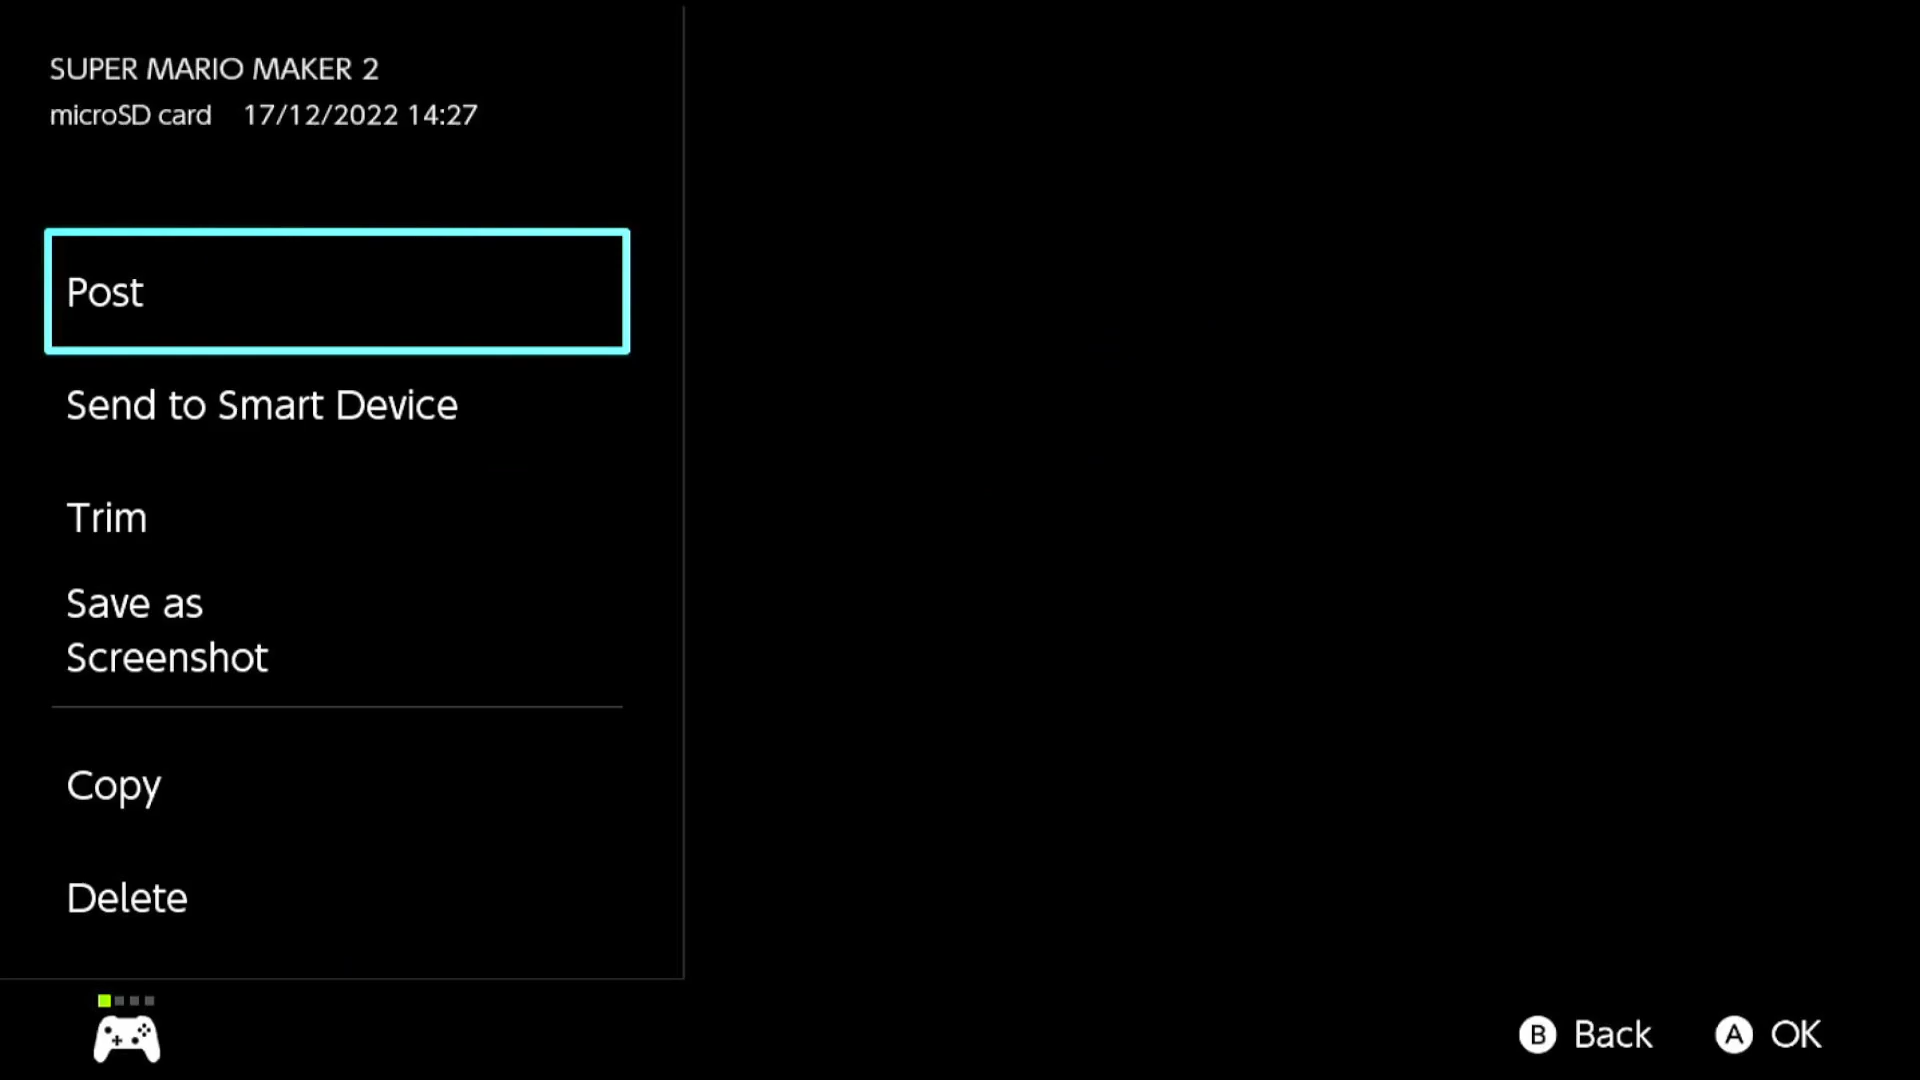 SUPER MARIO MAKER 2
microSD card 17/12/2022 14:27
Post
Send to Smart Device
Trim
Save as
Screenshot
Copy
Delete
B Back A OK